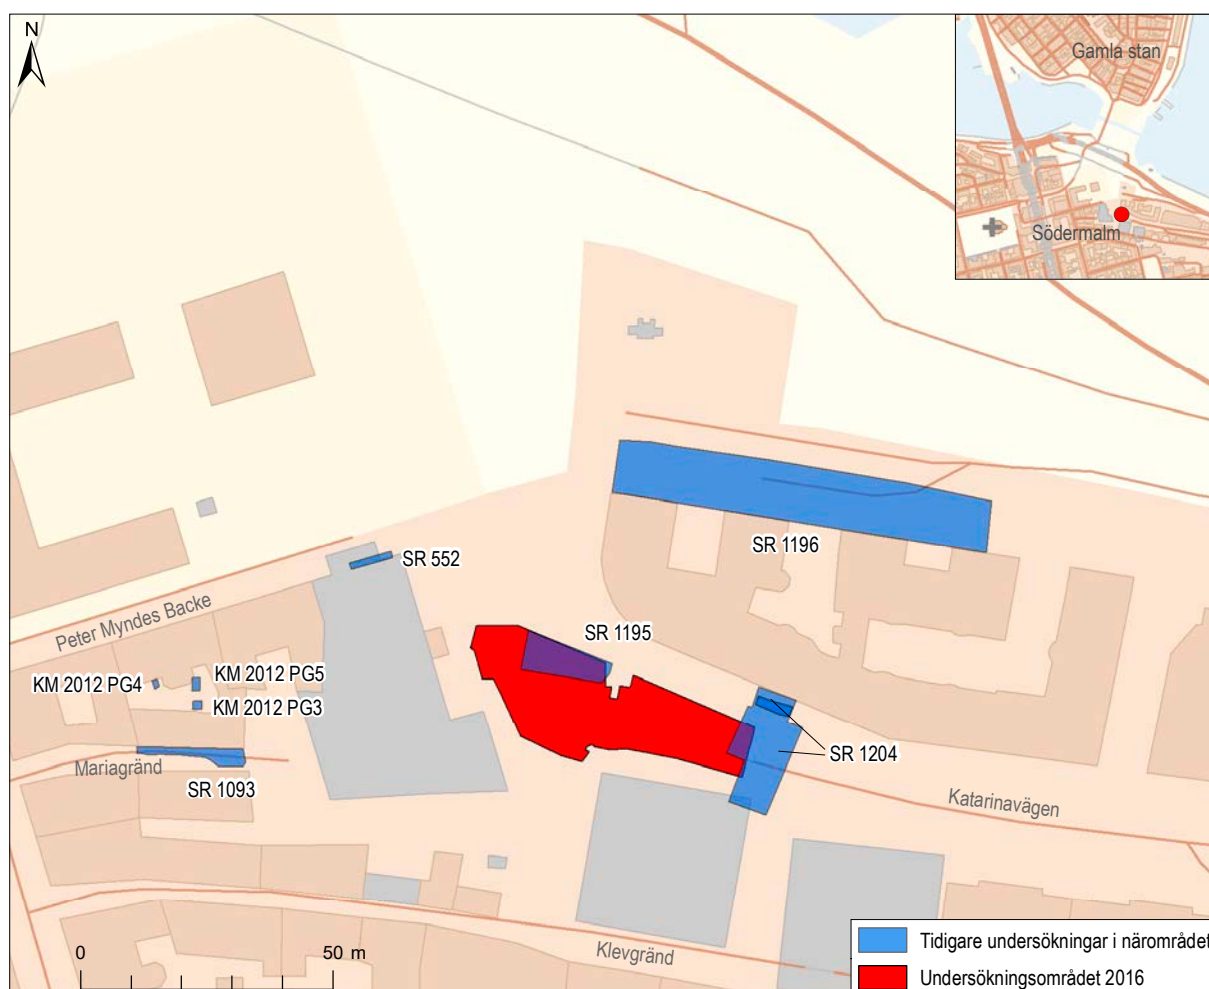 N
Gamla stan
Södermalm
SR 1196
SR 552
Peter Myndes Backe
SR 1195
KM 2012 PG4
KM 2012 PG5
KM 2012 PG3
SR 1204
Mariagränd
SR 1093
Katarinavägen
Klevgränd
0 50 m
Tidigare undersökningar i närområdet
Undersökningsområdet 2016